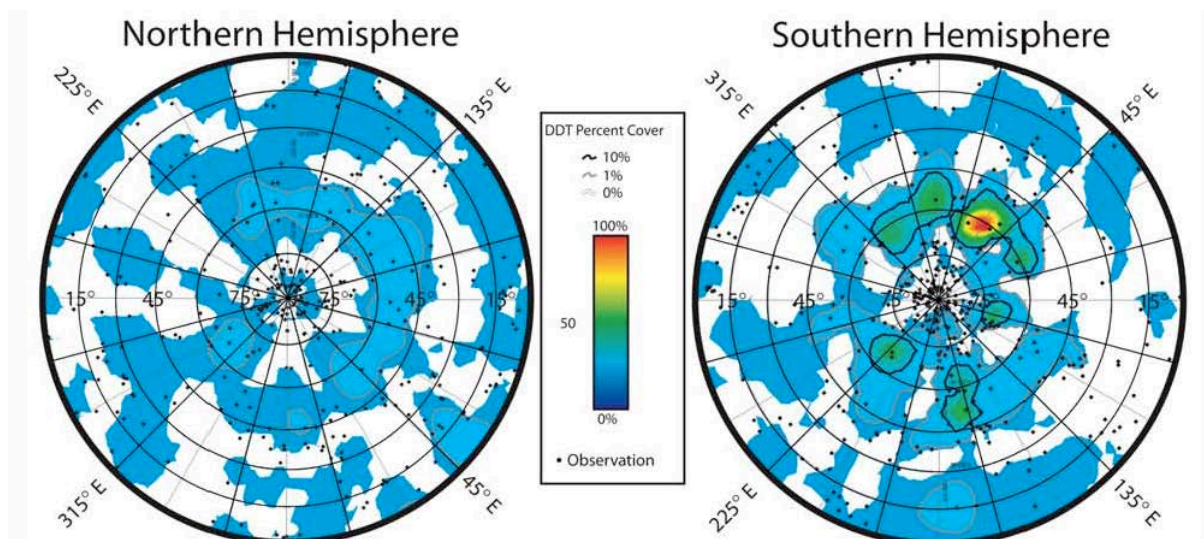 Northern Hemisphere
Southern Hemisphere
225° E
135° E
315° E
45° E
DDT Percent Cover
10%
1%
0%
100%
50
0%
• Observation
15°
45°
75°
75°
45°
15°
15°
45°
75°
75°
45°
15°
315° E
45° E
225° E
135° E